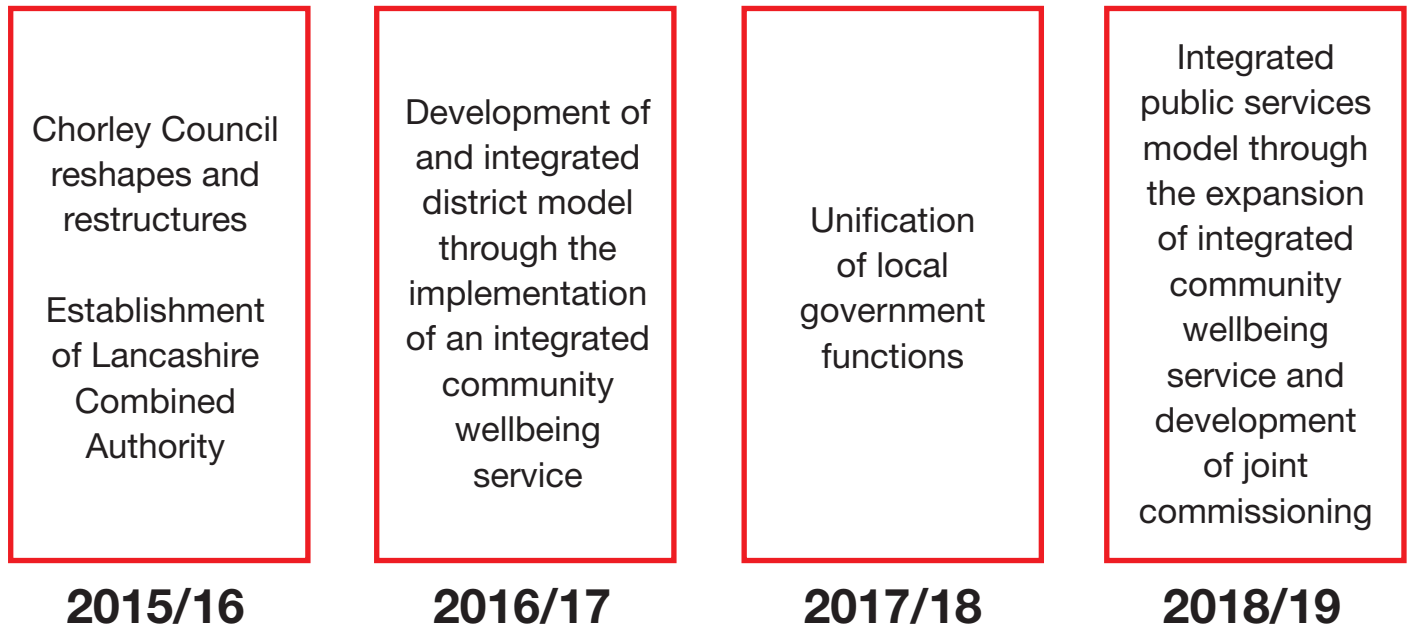 Chorley Council
reshapes and
restructures
Establishment
of Lancashire
Combined
Authority
2015/16
Development of
and integrated
district model
through the
implementation
of an integrated
community
wellbeing
service
2016/17
Unification
of local
government
functions
2017/18
Integrated
public services
model through
the expansion
of integrated
community
wellbeing
service and
development
of joint
commissioning
2018/19